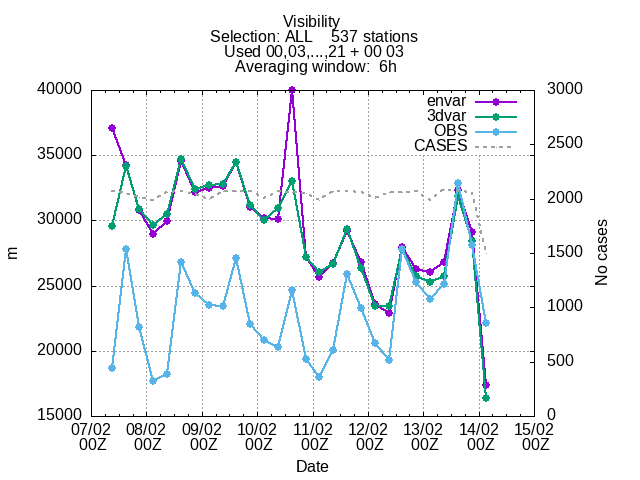 Visibility
Selection: ALL    537 stations
Used 00,03,...,21 + 00 03
Averaging window:  6h
envar
3dvar
OBS
CASES
40000
35000
30000
25000
20000
15000
m
3000
2500
2000
1500
1000
500
0
No cases
07/02 08/02 09/02 10/02 11/02 12/02 13/02 14/02 15/02
00Z 00Z 00Z 00Z 00Z 00Z 00Z 00Z 00Z
Date